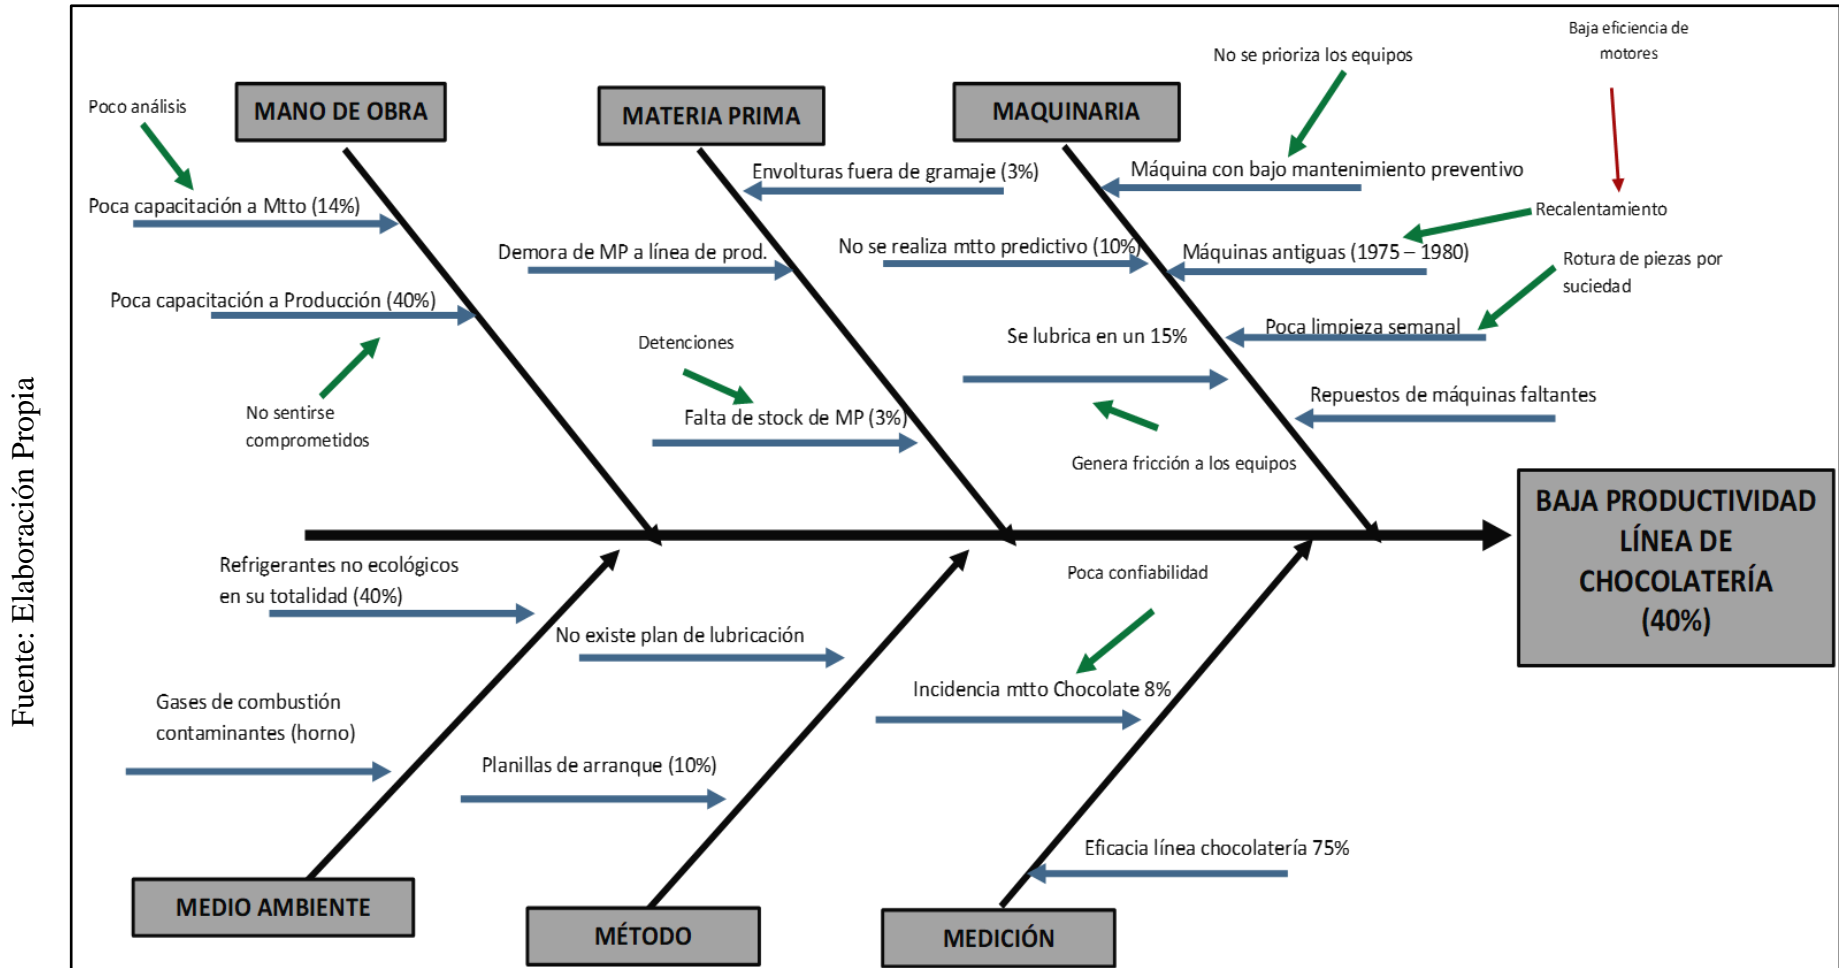 Fuente: Elaboración Propia
Poco análisis
MANO DE OBRA
Poca capacitación a Mtto (14%)
Poca capacitación a Producción (40%)
No sentirse
comprometidos
MATERIA PRIMA
Envolturas fuera de gramaje (3%)
Demora de MP a línea de prod.
Detenciones
Falta de stock de MP (3%)
MAQUINARIA
No se prioriza los equipos
Máquina con bajo mantenimiento preventivo
Baja eficiencia de
motores
Recalentamiento
No se realiza mtto predictivo (10%)
Máquinas antiguas (1975 – 1980)
Rotura de piezas por
suciedad
Poca limpieza semanal
Se lubrica en un 15%
Genera fricción a los equipos
Repuestos de máquinas faltantes
BAJA PRODUCTIVIDAD
LÍNEA DE
CHOCOLATERÍA
(40%)
Refrigerantes no ecológicos
en su totalidad (40%)
Gases de combustión
contaminantes (horno)
MEDIO AMBIENTE
No existe plan de lubricación
Planillas de arranque (10%)
MÉTODO
Poca confiabilidad
Incidencia mtto Chocolate 8%
Eficacia línea chocolatería 75%
MEDICIÓN